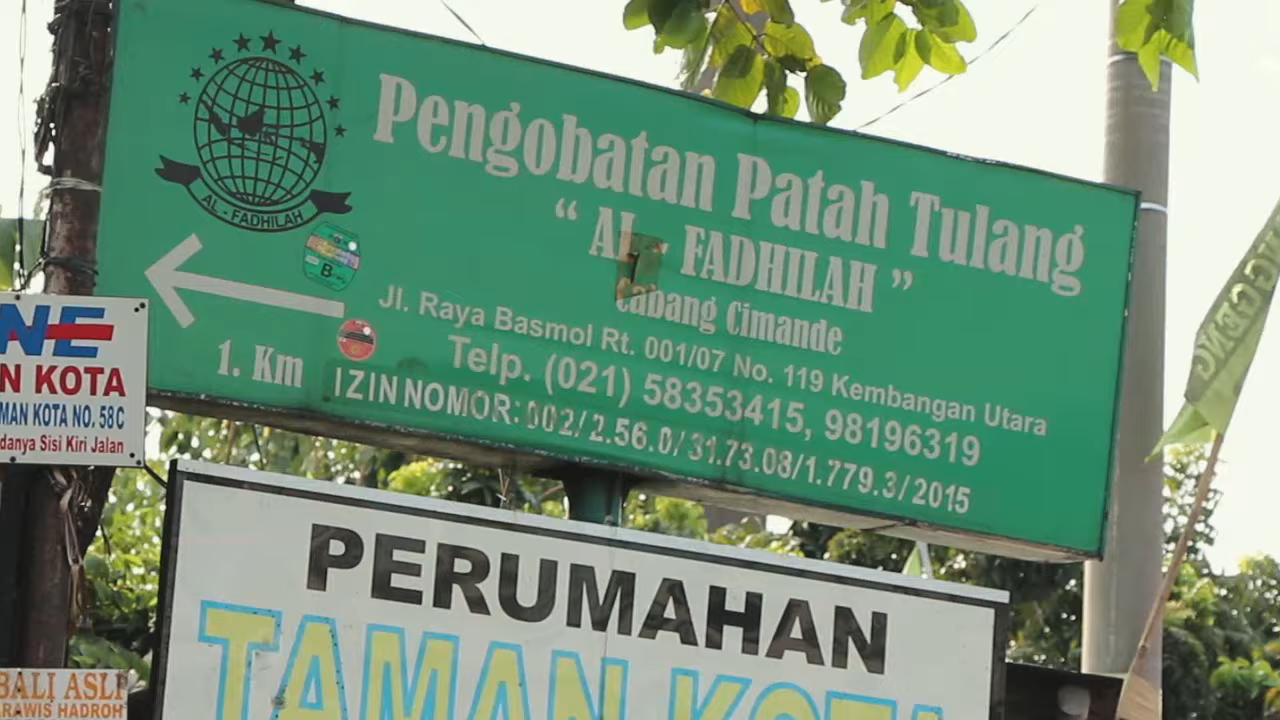 Pengobatan Patah Tulang
“ AL - FADHILAH ”
Cabang Cimande
Jl. Raya Basmol Rt. 001/07 No. 119 Kembangan Utara
Telp. (021) 58353415, 98196319
IZIN NOMOR: 002/2.56.0/31.73.08/1.779.3/2015
AL - FADHILAH
B
1. Km
NE
N KOTA
MAN KOTA NO. 58C
danya Sisi Kiri Jalan
PERUMAHAN
TAMAN KOTA
BALI ASLI
RAWIS HADROH